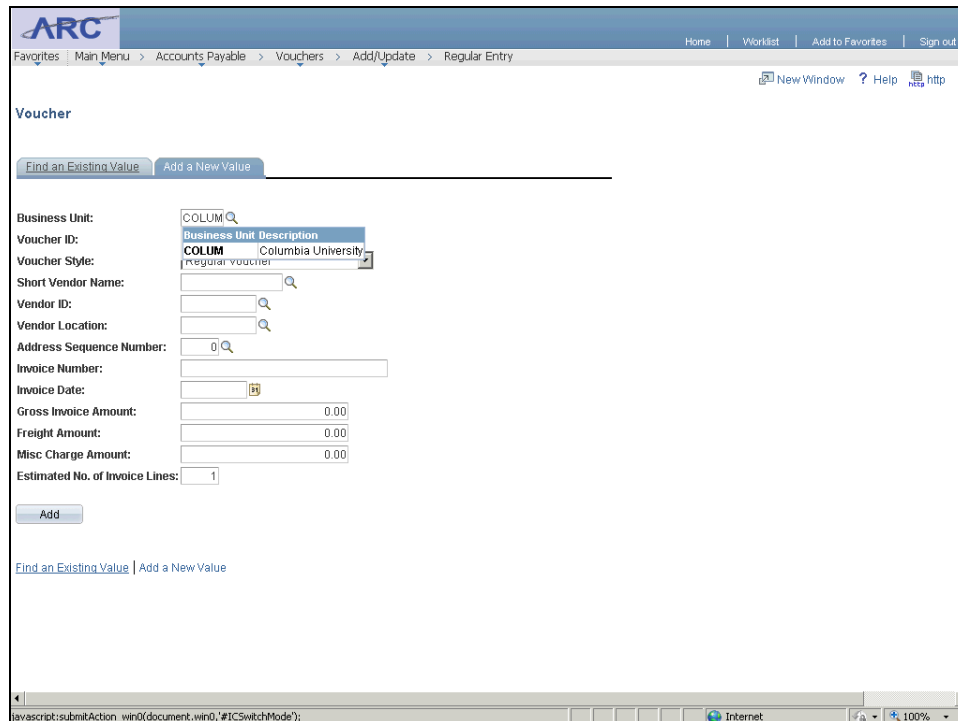 ARC
Home | Worklist | Add to Favorites | Sign out
Favorites Main Menu > Accounts Payable > Vouchers > Add/Update > Regular Entry
New Window ? Help http
Voucher
Find an Existing Value Add a New Value
Business Unit: COLUM
Voucher ID: Business Unit Description
COLUM Columbia University
Voucher Style: Regular Voucher
Short Vendor Name:
Vendor ID:
Vendor Location:
Address Sequence Number: 0
Invoice Number:
Invoice Date: 31
Gross Invoice Amount: 0.00
Freight Amount: 0.00
Misc Charge Amount: 0.00
Estimated No. of Invoice Lines: 1
Add
Find an Existing Value | Add a New Value
javascript:submitAction_win0(document.win0,'#ICSwitchMode'); Internet 100%